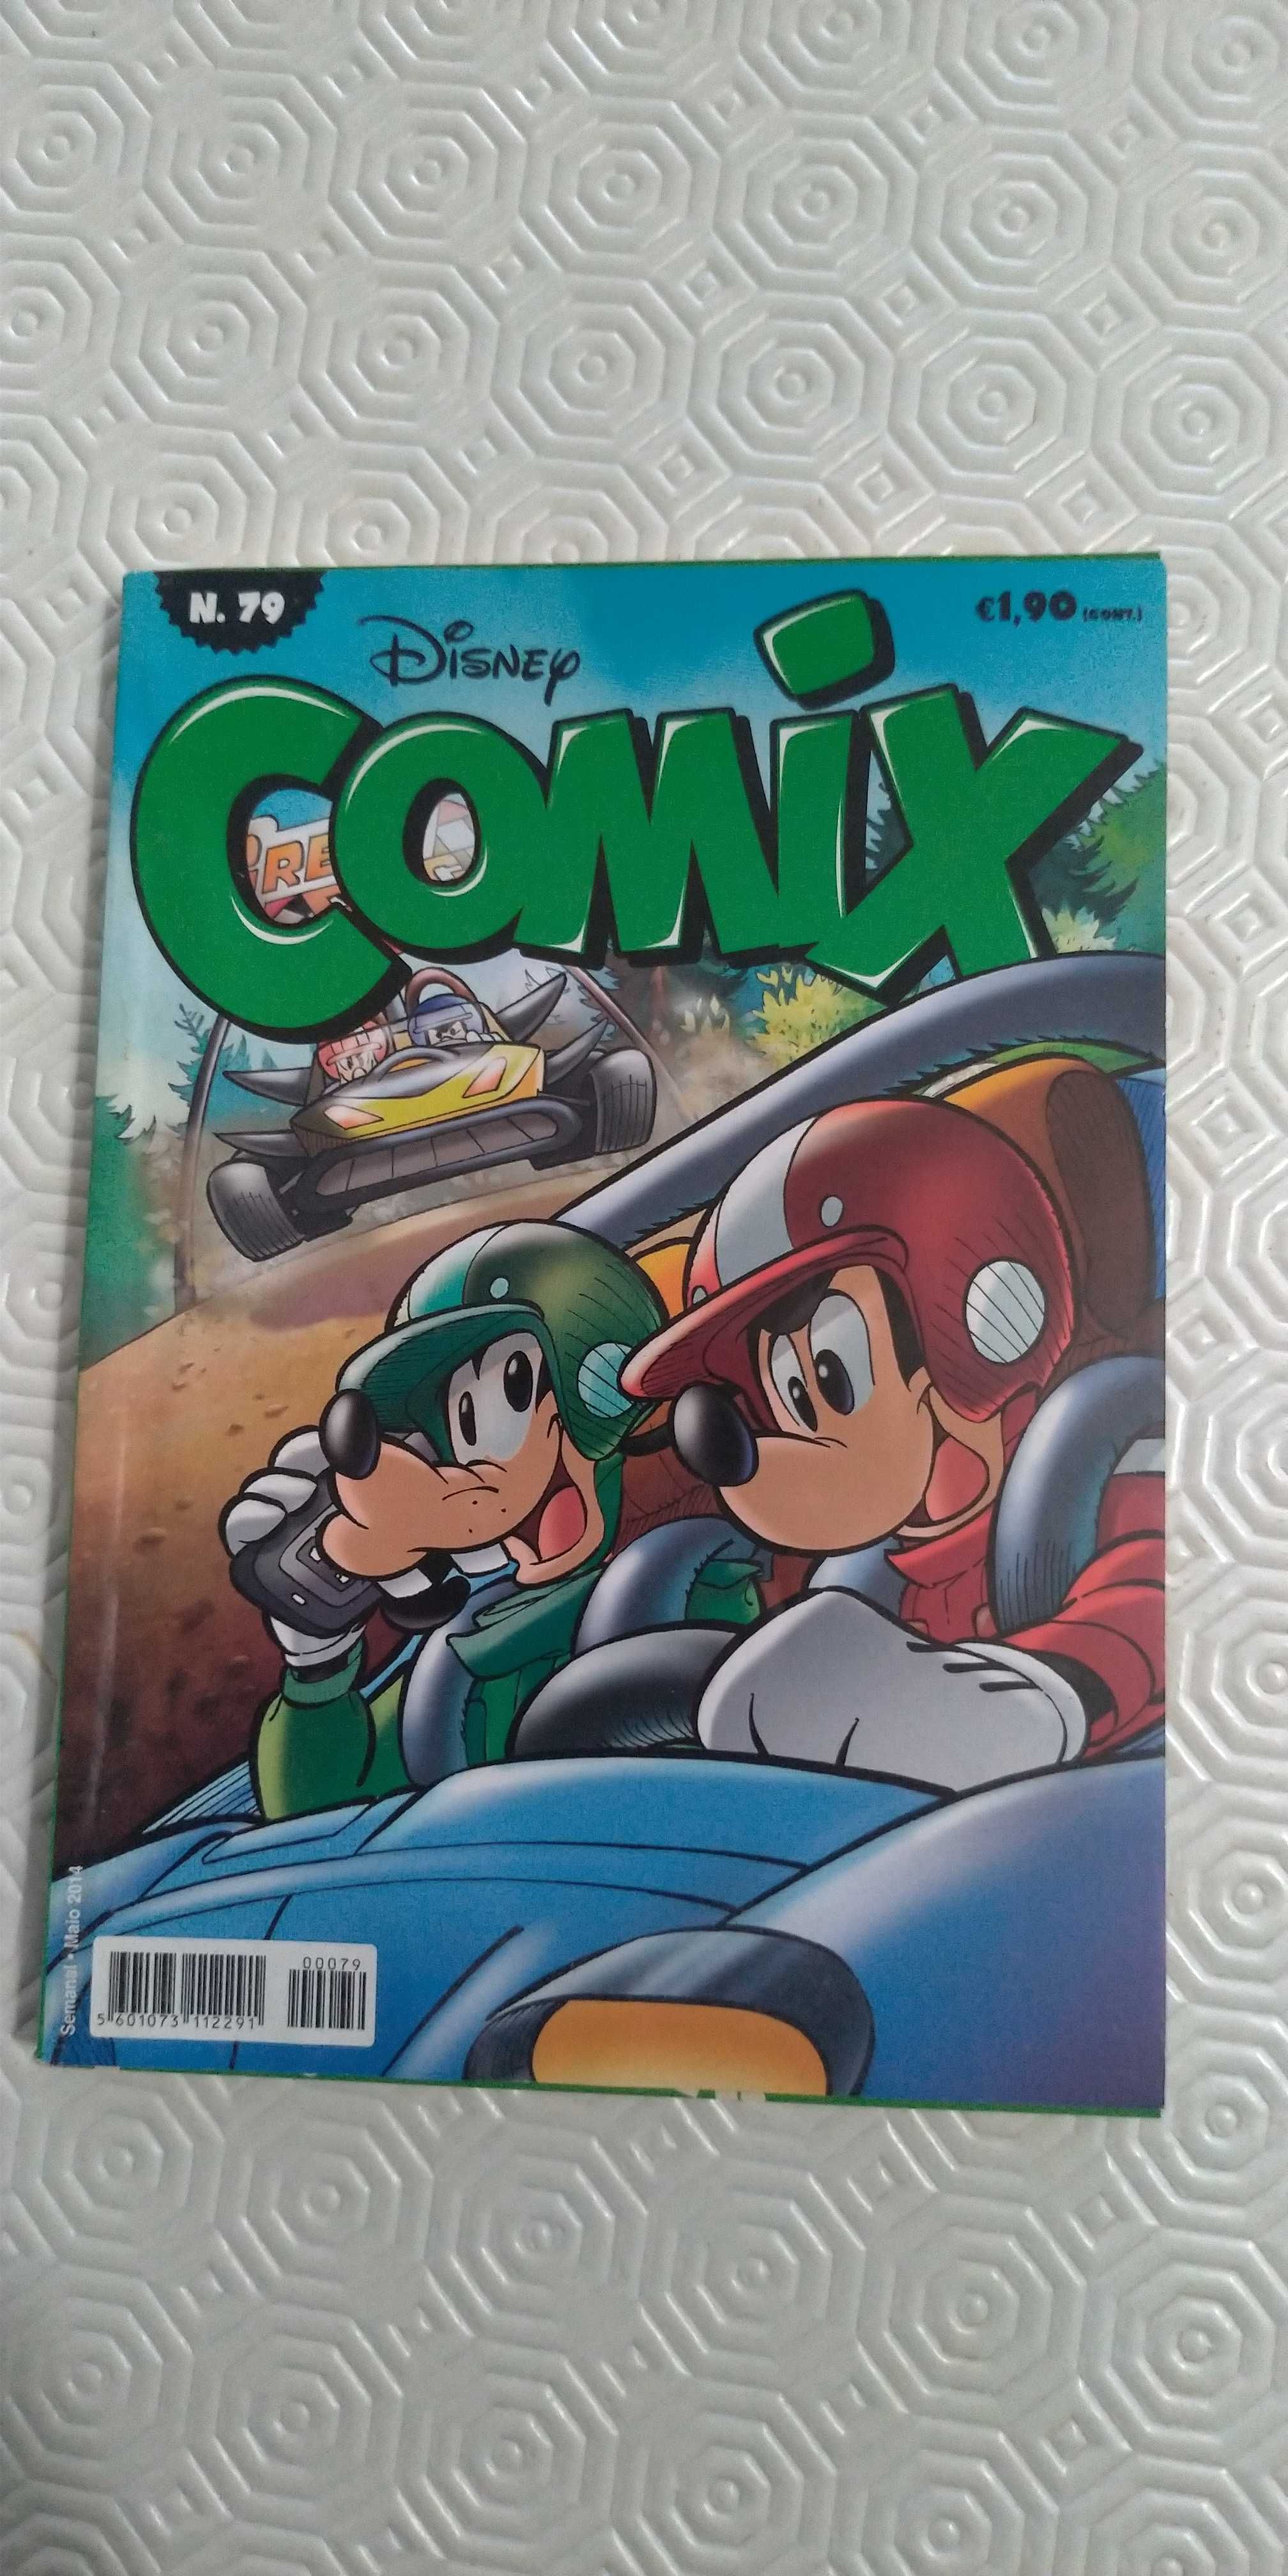 N. 79
DISNEY
€1,90 (CONT.)
COMIX
Semanal • Maio 2014
00079
5 601073 112291